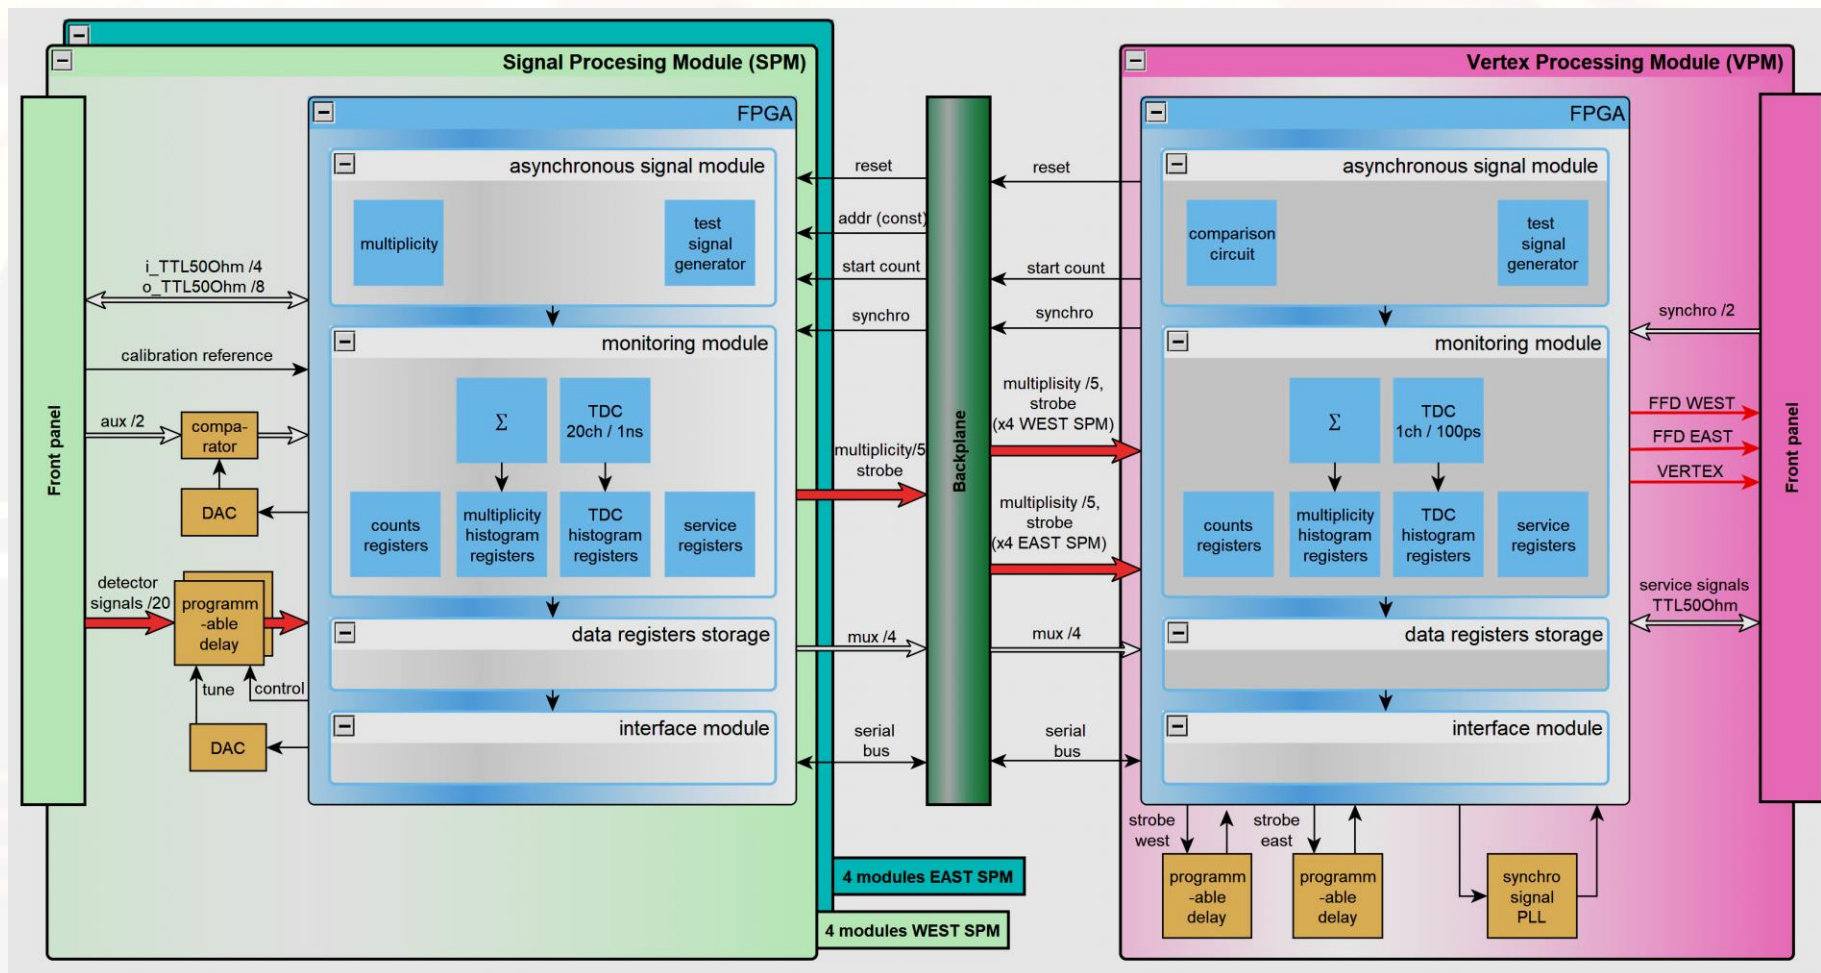 Signal Procesing Module (SPM)
Front panel
FPGA
asynchronous signal module
multiplicity
test
signal
generator
i_TTL50Ohm /4
o_TTL50Ohm /8
calibration reference
aux /2
compa-
rator
DAC
monitoring module
Σ
TDC
20ch / 1ns
counts
registers
multiplicity
histogram
registers
TDC
histogram
registers
service
registers
detector
signals /20
programm
-able
delay
tune
control
DAC
data registers storage
interface module
reset
addr (const)
start count
synchro
multiplicity/5
strobe
mux /4
serial
bus
Backplane
reset
start count
synchro
multiplisity /5,
strobe
(x4 WEST SPM)
multiplisity /5,
strobe
(x4 EAST SPM)
mux /4
serial
bus
4 modules EAST SPM
4 modules WEST SPM
Vertex Processing Module (VPM)
FPGA
asynchronous signal module
comparison
circuit
test
signal
generator
monitoring module
Σ
TDC
1ch / 100ps
counts
registers
multiplicity
histogram
registers
TDC
histogram
registers
service
registers
data registers storage
interface module
synchro /2
FFD WEST
FFD EAST
VERTEX
service signals
TTL50Ohm
Front panel
strobe
west
strobe
east
programm
-able
delay
programm
-able
delay
synchro
signal
PLL